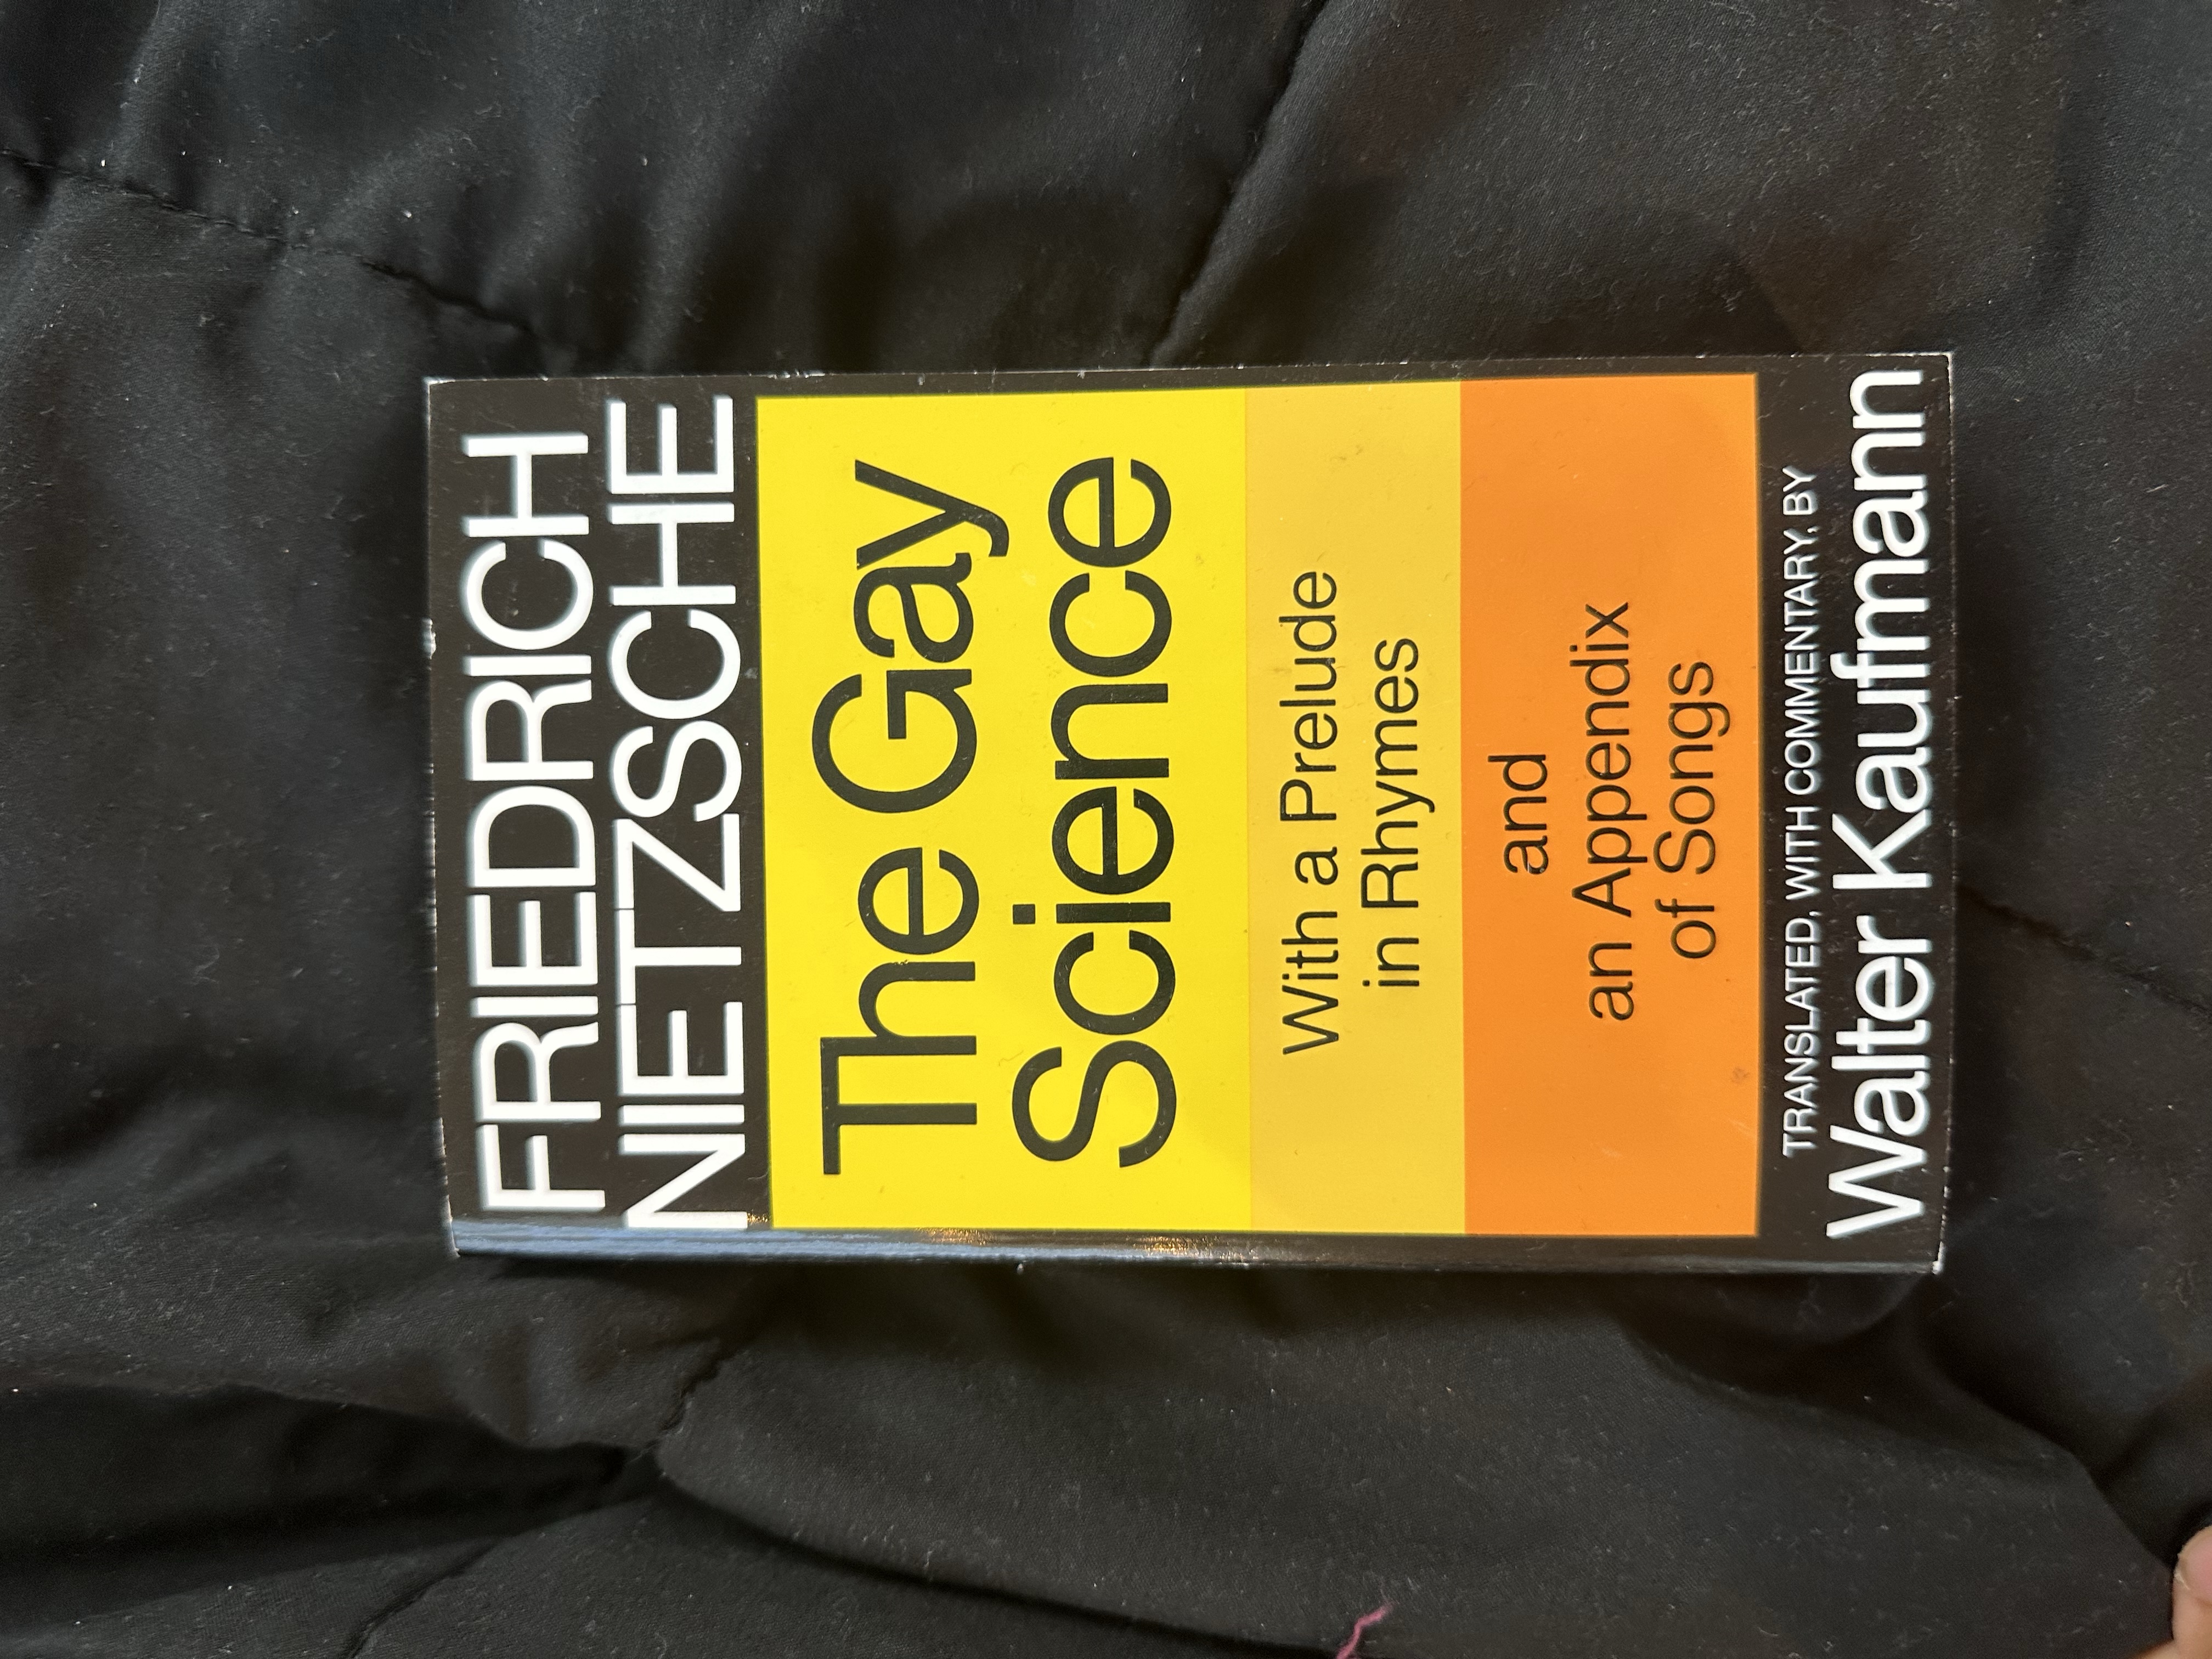 FRIEDRICH
NIETZSCHE
The Gay
Science
With a Prelude
in Rhymes
and
an Appendix
of Songs
TRANSLATED, WITH COMMENTARY, BY
Walter Kaufmann